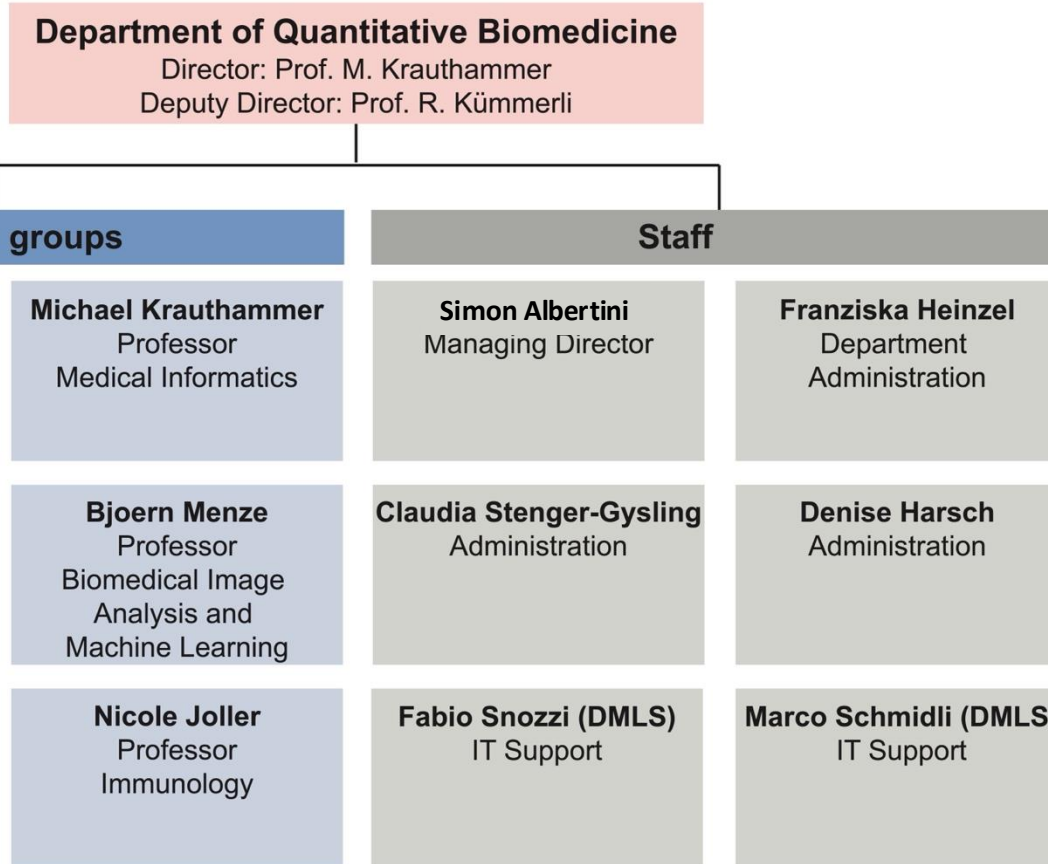 Department of Quantitative Biomedicine
Director: Prof. M. Krauthammer
Deputy Director: Prof. R. Kümmerli
groups
Staff
Michael Krauthammer
Professor
Medical Informatics
Simon Albertini
Managing Director
Franziska Heinzel
Department
Administration
Bjoern Menze
Professor
Biomedical Image
Analysis and
Machine Learning
Claudia Stenger-Gysling
Administration
Denise Harsch
Administration
Nicole Joller
Professor
Immunology
Fabio Snozzi (DMLS)
IT Support
Marco Schmidli (DMLS
IT Support